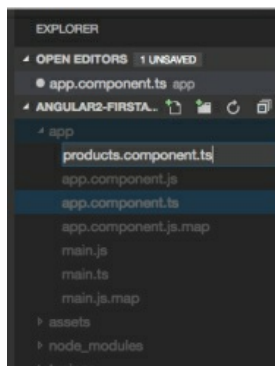 EXPLORER
OPEN EDITORS 1 UNSAVED
app.component.ts app
ANGULAR2-FIRSTA...
app
products.component.ts
app.component.js
app.component.ts
app.component.js.map
main.js
main.ts
main.js.map
assets
node_modules